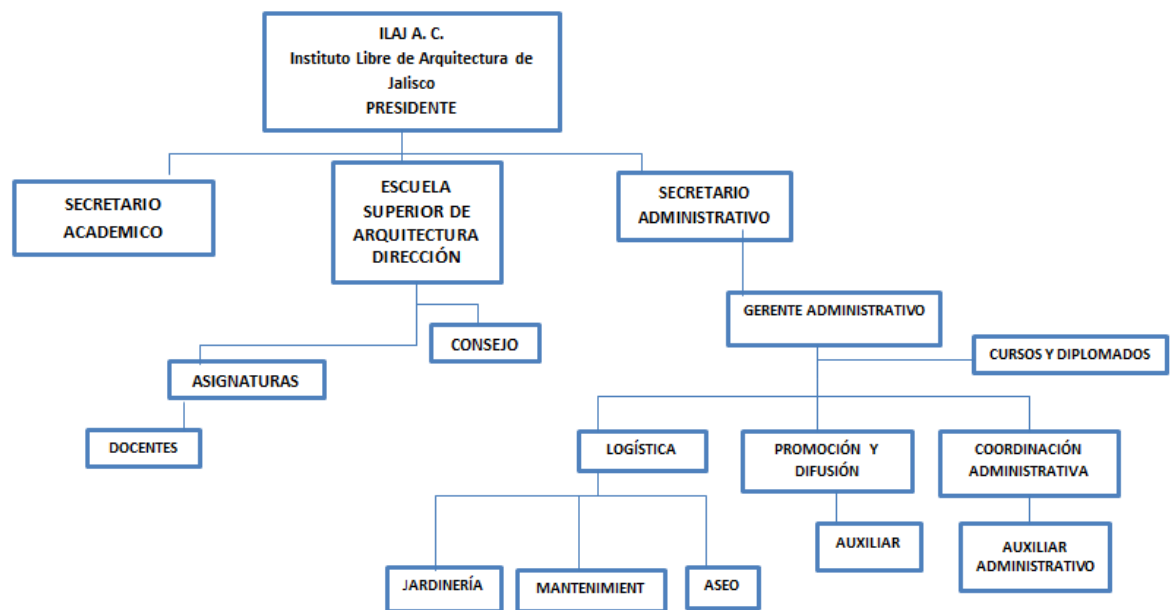 ILAJ A. C.
Instituto Libre de Arquitectura de
Jalisco
PRESIDENTE
SECRETARIO
ACADEMICO
ESCUELA
SUPERIOR DE
ARQUITECTURA
DIRECCIÓN
SECRETARIO
ADMINISTRATIVO
GERENTE ADMINISTRATIVO
CONSEJO
CURSOS Y DIPLOMADOS
ASIGNATURAS
DOCENTES
LOGÍSTICA
PROMOCIÓN Y
DIFUSIÓN
COORDINACIÓN
ADMINISTRATIVA
AUXILIAR
AUXILIAR
ADMINISTRATIVO
JARDINERÍA
MANTENIMIENT
ASEO